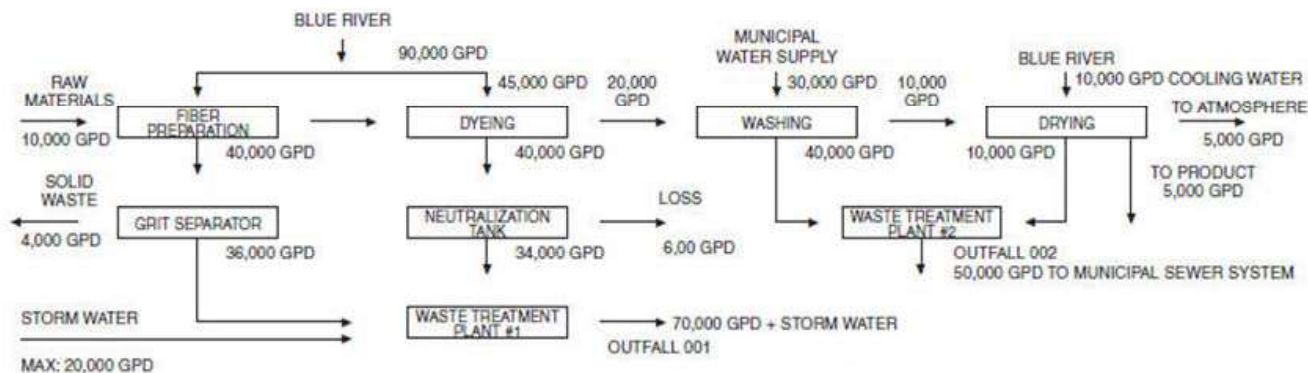 BLUE RIVER
90,000 GPD
MUNICIPAL
WATER SUPPLY
30,000 GPD
BLUE RIVER
10,000 GPD COOLING WATER
RAW
MATERIALS
10,000 GPD
FIBER
PREPARATION
40,000 GPD
45,000 GPD
DYEING
40,000 GPD
20,000
GPD
WASHING
40,000 GPD
10,000
GPD
DRYING
10,000 GPD
TO ATMOSPHERE
5,000 GPD
TO PRODUCT
5,000 GPD
SOLID
WASTE
4,000 GPD
GRIT SEPARATOR
36,000 GPD
NEUTRALIZATION
TANK
34,000 GPD
LOSS
6,00 GPD
WASTE TREATMENT
PLANT #2
OUTFALL 002
50,000 GPD TO MUNICIPAL SEWER SYSTEM
STORM WATER
MAX: 20,000 GPD
WASTE TREATMENT
PLANT #1
70,000 GPD + STORM WATER
OUTFALL 001